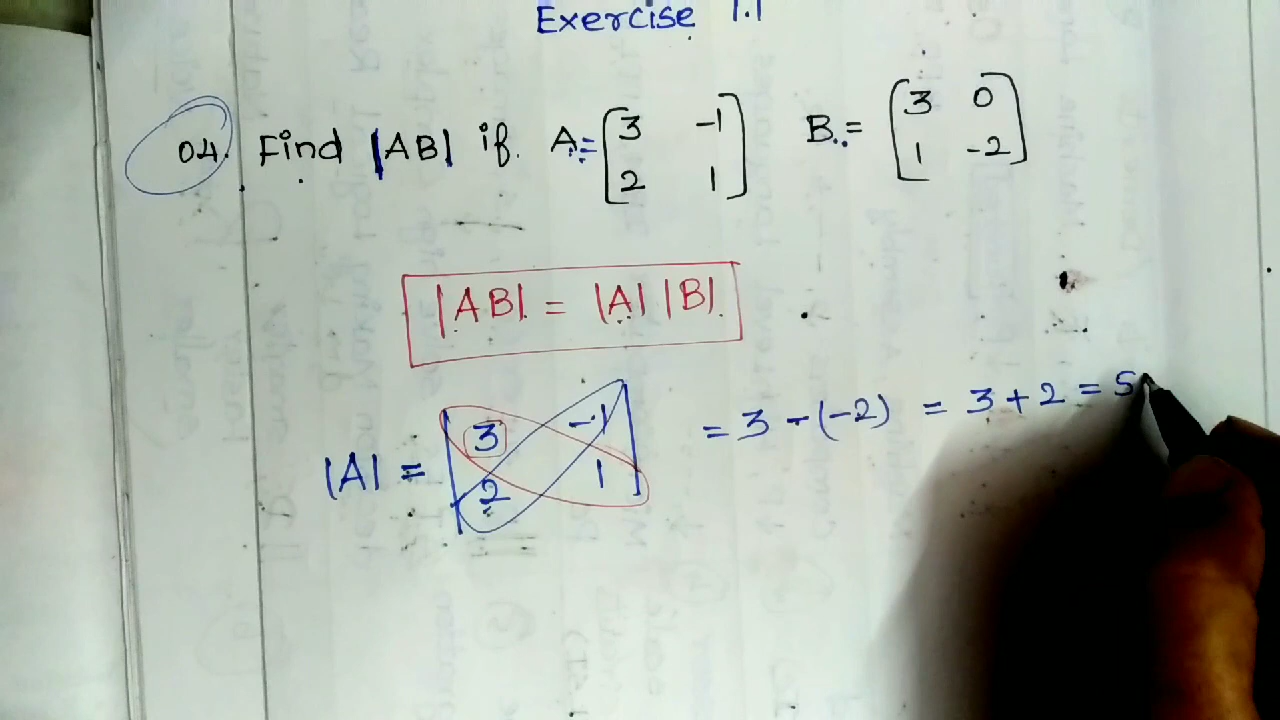 Exercise 1.1
04. Find |AB| if. A = [3 -1
2 1] B = [3 0
1 -2]
|AB| = |A| |B|
|A| = |3 -1
2 1| = 3 - (-2) = 3 + 2 = 5